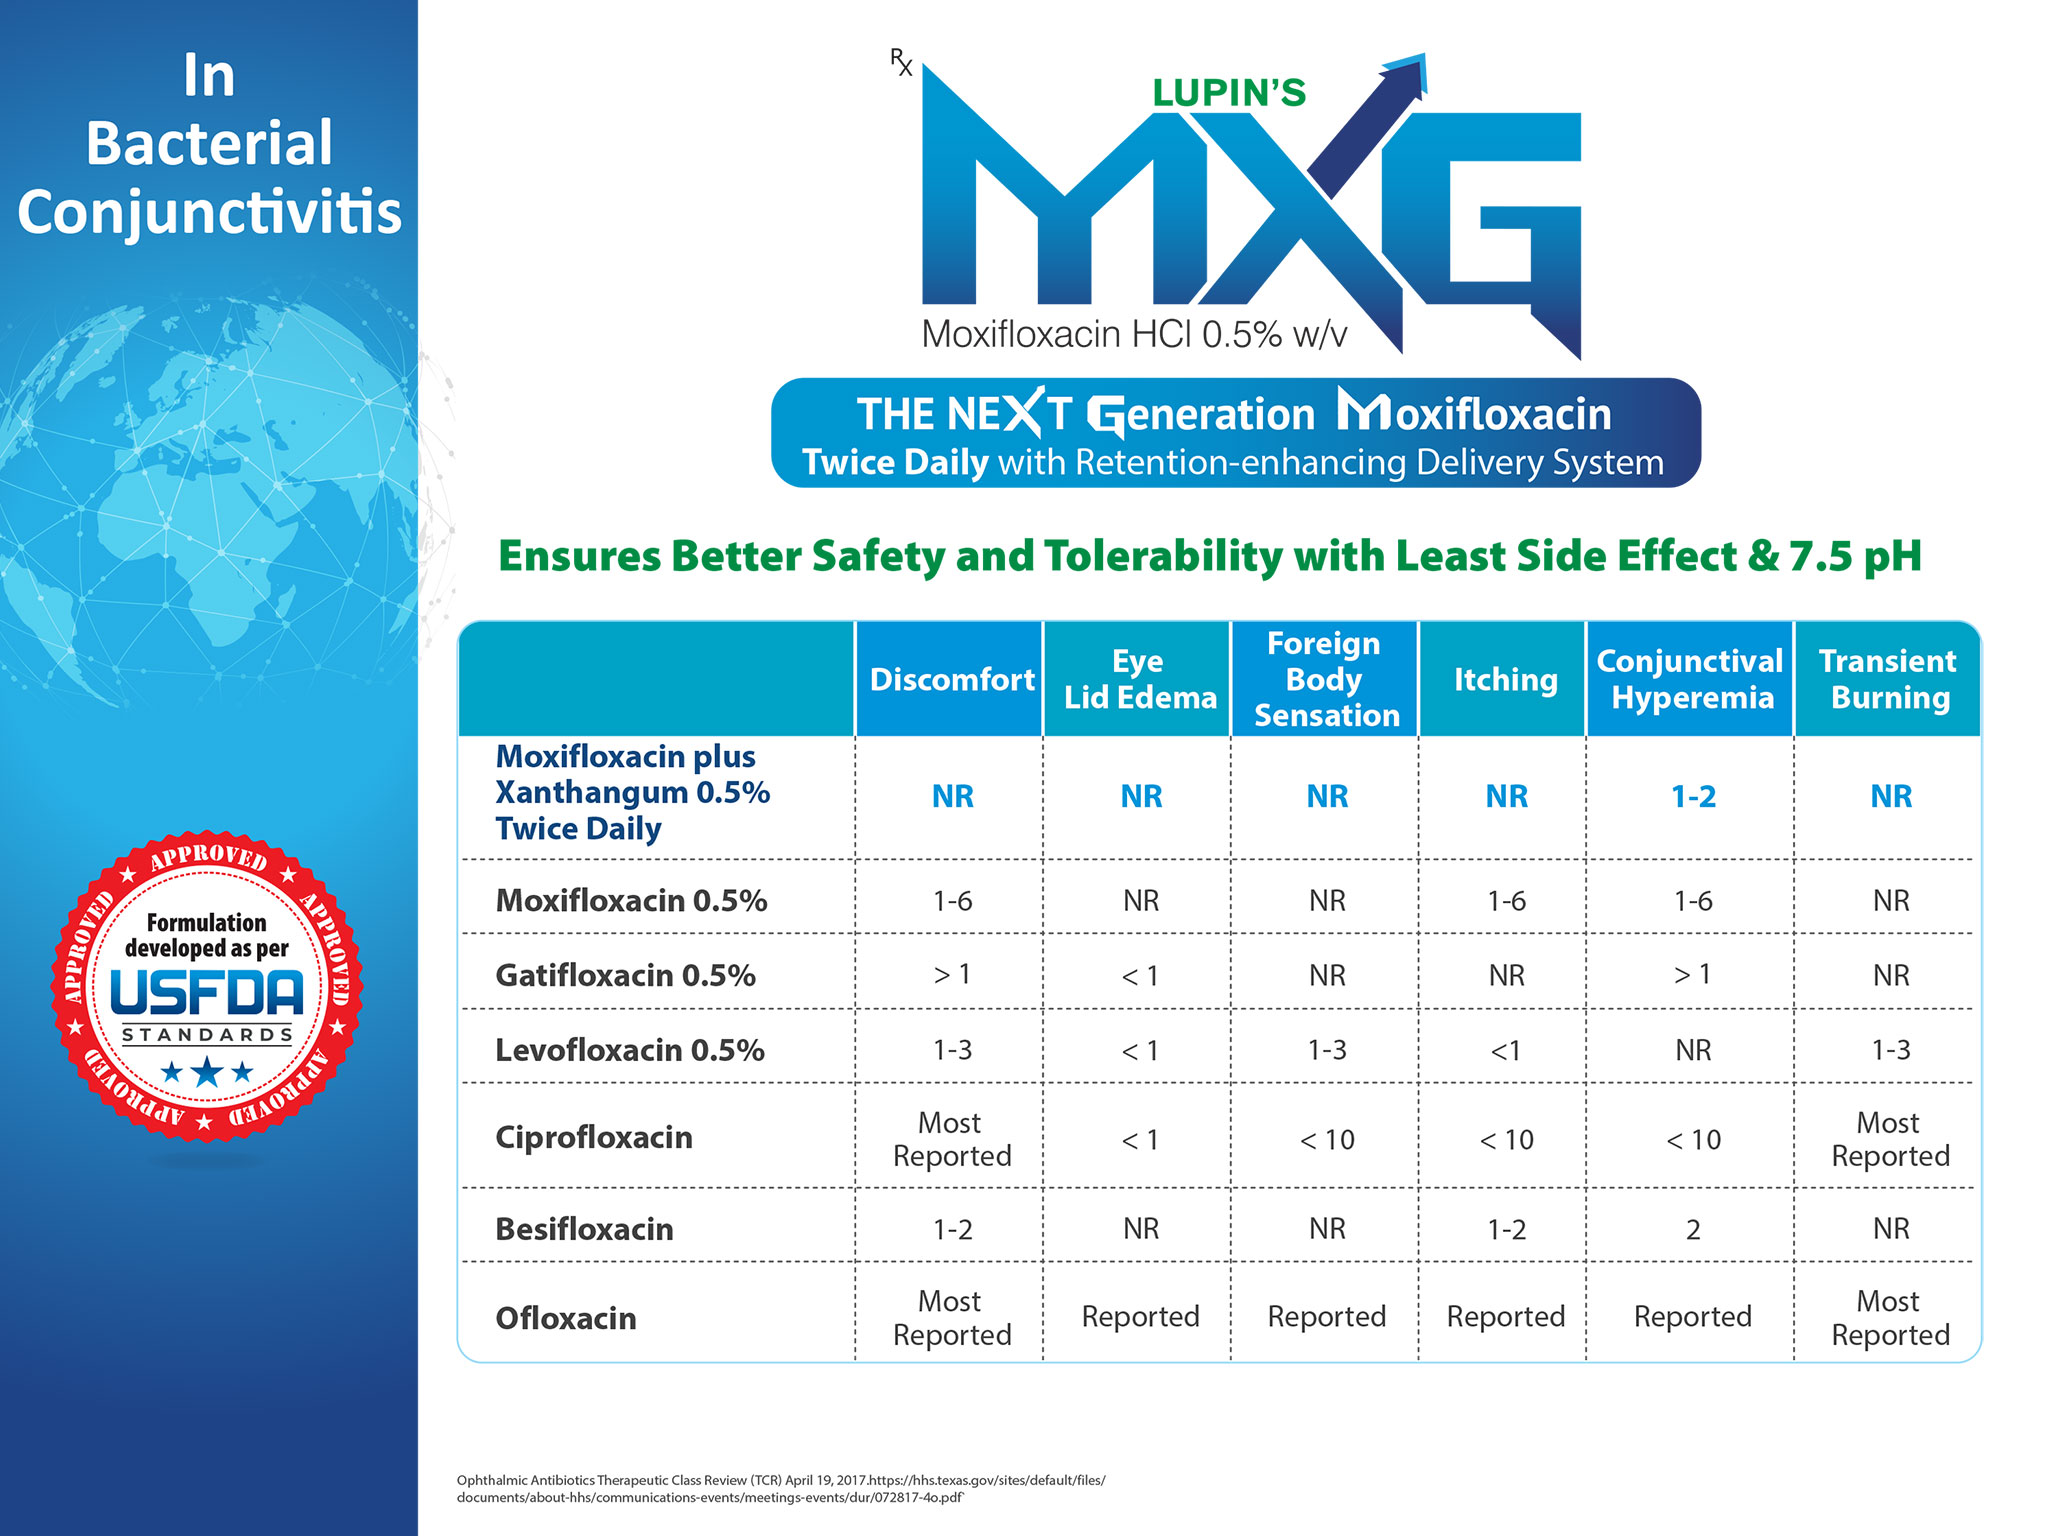 In
Bacterial
Conjunctivitis
APPROVED ★ APPROVED ★ APPROVED ★ APPROVED ★ APPROVED ★ APPROVED ★
Formulation
developed as per
USFDA
STANDARDS
Rx
LUPIN'S
MXG
Moxifloxacin HCl 0.5% w/v
THE NEXT Generation Moxifloxacin
Twice Daily with Retention-enhancing Delivery System
Ensures Better Safety and Tolerability with Least Side Effect & 7.5 pH
Discomfort
Eye
Lid Edema
Foreign
Body
Sensation
Itching
Conjunctival
Hyperemia
Transient
Burning
Moxifloxacin plus
Xanthangum 0.5%
Twice Daily
NR NR NR NR 1-2 NR
Moxifloxacin 0.5% 1-6 NR NR 1-6 1-6 NR
Gatifloxacin 0.5% > 1 < 1 NR NR > 1 NR
Levofloxacin 0.5% 1-3 < 1 1-3 <1 NR 1-3
Ciprofloxacin
Most
Reported
< 1 < 10 < 10 < 10
Most
Reported
Besifloxacin 1-2 NR NR 1-2 2 NR
Ofloxacin
Most
Reported
Reported Reported Reported Reported
Most
Reported
Ophthalmic Antibiotics Therapeutic Class Review (TCR) April 19, 2017.https://hhs.texas.gov/sites/default/files/
documents/about-hhs/communications-events/meetings-events/dur/072817-4o.pdf`